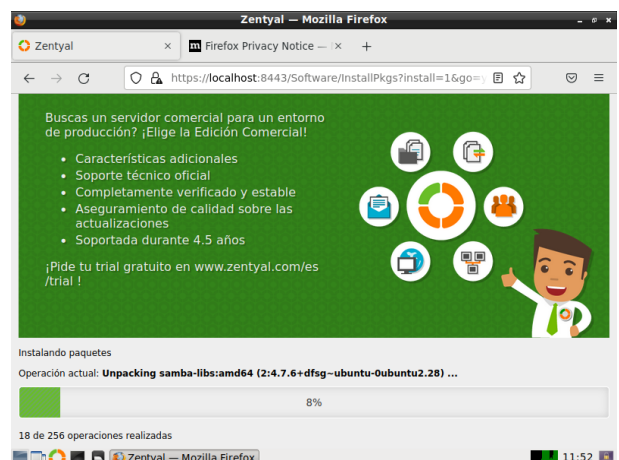 Zentyal — Mozilla Firefox
Zentyal
m Firefox Privacy Notice —
https://localhost:8443/Software/InstallPkgs?install=1&go=y
Buscas un servidor comercial para un entorno
de producción? ¡Elige la Edición Comercial!
• Características adicionales
• Soporte técnico oficial
• Completamente verificado y estable
• Aseguramiento de calidad sobre las
actualizaciones
• Soportada durante 4.5 años
¡Pide tu trial gratuito en www.zentyal.com/es
/trial !
Instalando paquetes
Operación actual: Unpacking samba-libs:amd64 (2:4.7.6+dfsg~ubuntu-0ubuntu2.28) ...
8%
18 de 256 operaciones realizadas
Zentyal — Mozilla Firefox
11:52